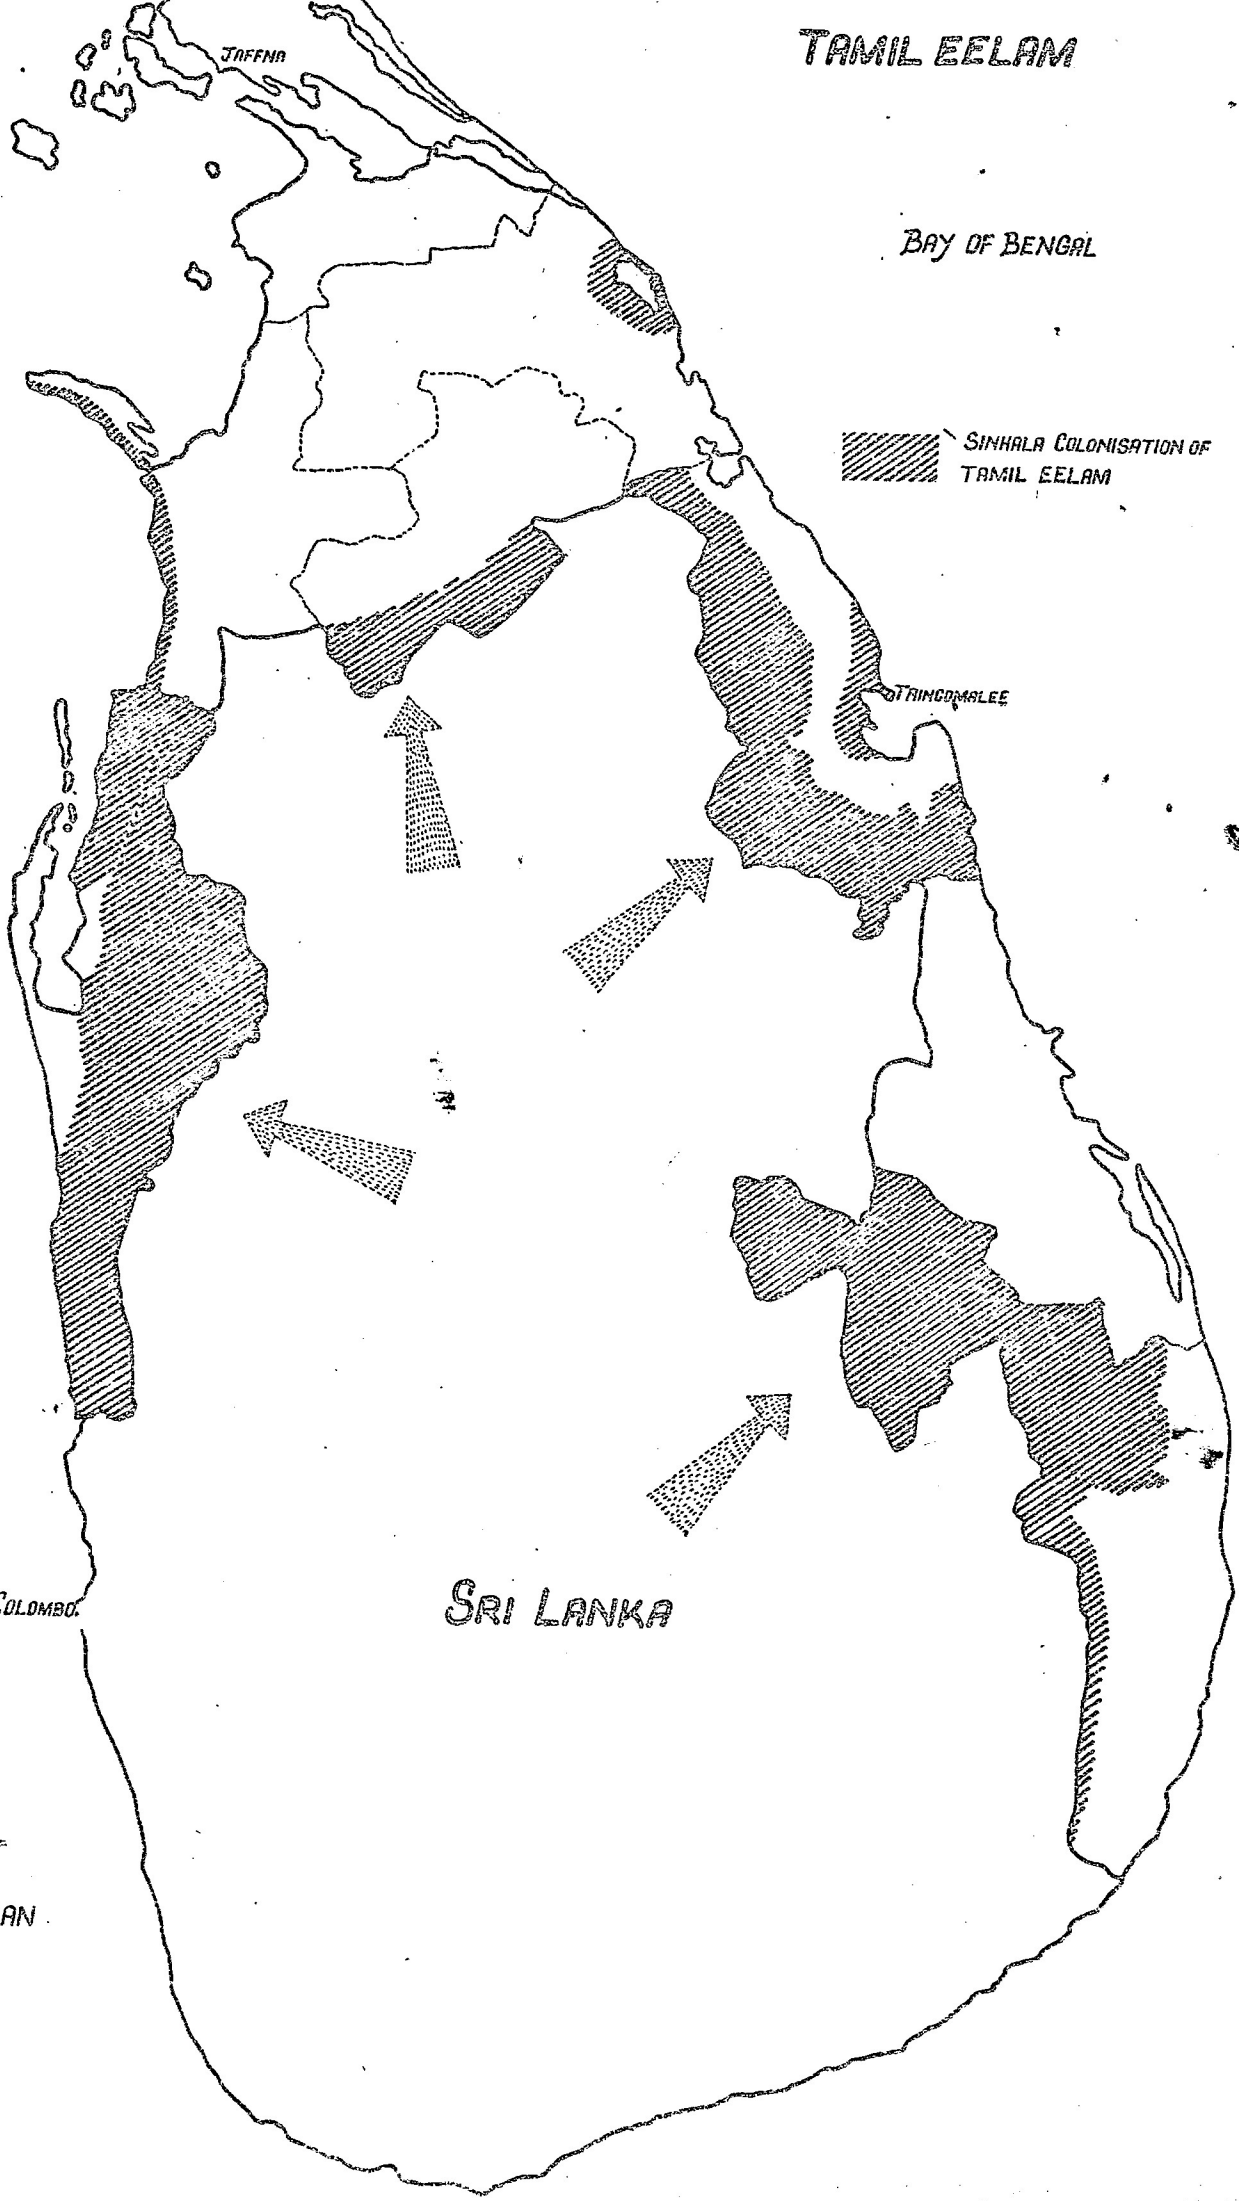 TAMIL EELAM
JAFFNA
BAY OF BENGAL
SINHALA COLONISATION OF
TAMIL EELAM
TRINCOMALEE
SRI LANKA
COLOMBO.
AN